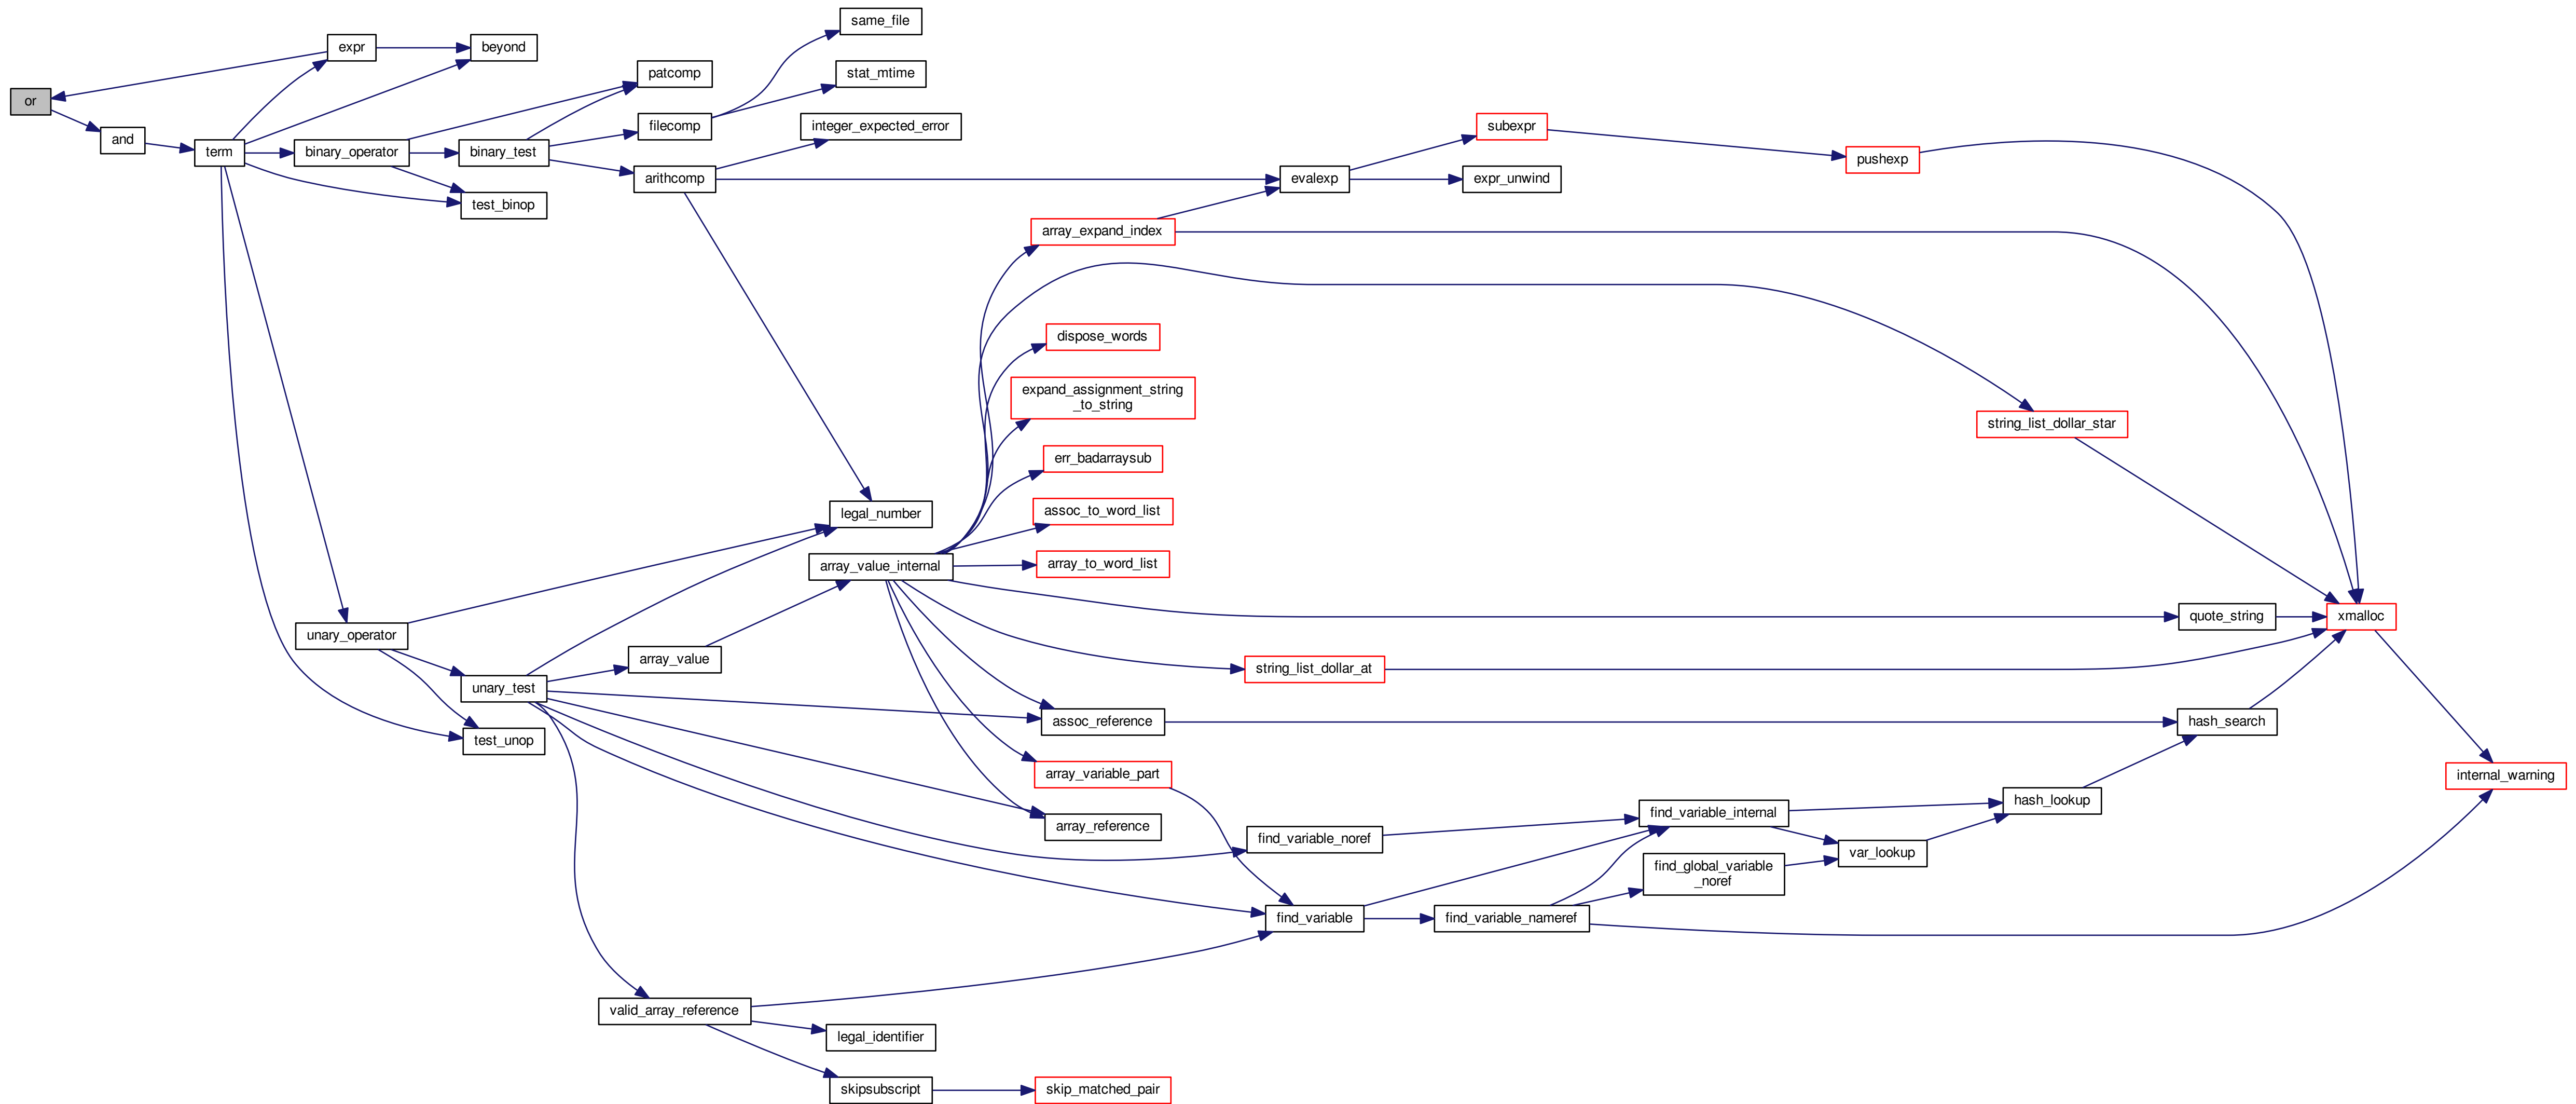 same_file
expr
beyond
patcomp
stat_mtime
or
and
term
binary_operator
binary_test
filecomp
integer_expected_error
subexpr
pushexp
arithcomp
evalexp
expr_unwind
test_binop
array_expand_index
dispose_words
expand_assignment_string
_to_string
string_list_dollar_star
err_badarraysub
legal_number
assoc_to_word_list
array_value_internal
array_to_word_list
quote_string
xmalloc
unary_operator
array_value
string_list_dollar_at
unary_test
assoc_reference
hash_search
test_unop
array_variable_part
internal_warning
array_reference
find_variable_noref
find_variable_internal
hash_lookup
var_lookup
find_global_variable
_noref
find_variable
find_variable_nameref
valid_array_reference
legal_identifier
skipsubscript
skip_matched_pair